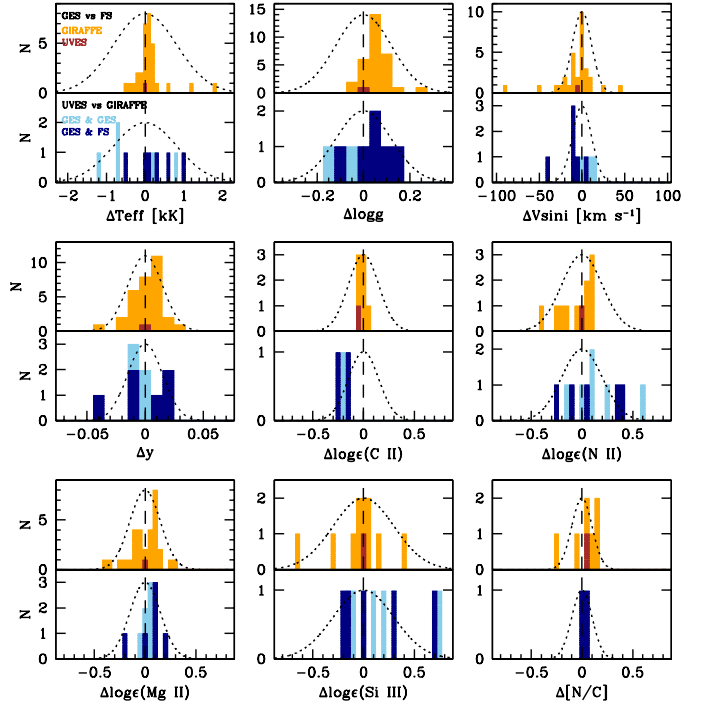 GES vs FS
GIRAFFE
UVES
N
5
0
UVES vs GIRAFFE
GES & GES
GES & FS
N
2
1
0
−2 −1 0 1 2
ΔTeff [kK]
15
10
5
0
2
1
0
−0.2 0 0.2
Δlogg
10
5
0
3
2
1
0
−100 −50 0 50 100
ΔVsini [km s⁻¹]
N
10
5
0
N
3
2
1
0
−0.05 0 0.05
Δy
3
2
1
0
1
0
−0.5 0 0.5
Δlogϵ(C II)
3
2
1
0
2
1
0
−0.5 0 0.5
Δlogϵ(N II)
N
5
0
N
3
2
1
0
−0.5 0 0.5
Δlogϵ(Mg II)
2
1
0
1
0
−0.5 0 0.5
Δlogϵ(Si III)
2
1
0
1
0
−0.5 0 0.5
Δ[N/C]